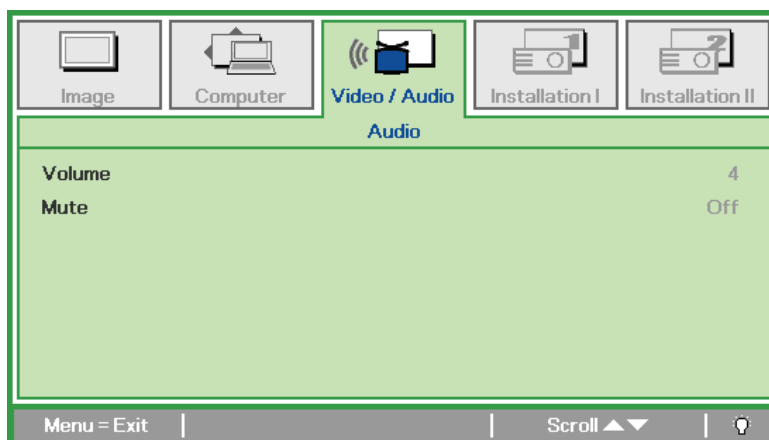 Image
Computer
Video / Audio
Installation I
Installation II
Audio
Volume 4
Mute Off
Menu = Exit
Scroll ▲▼